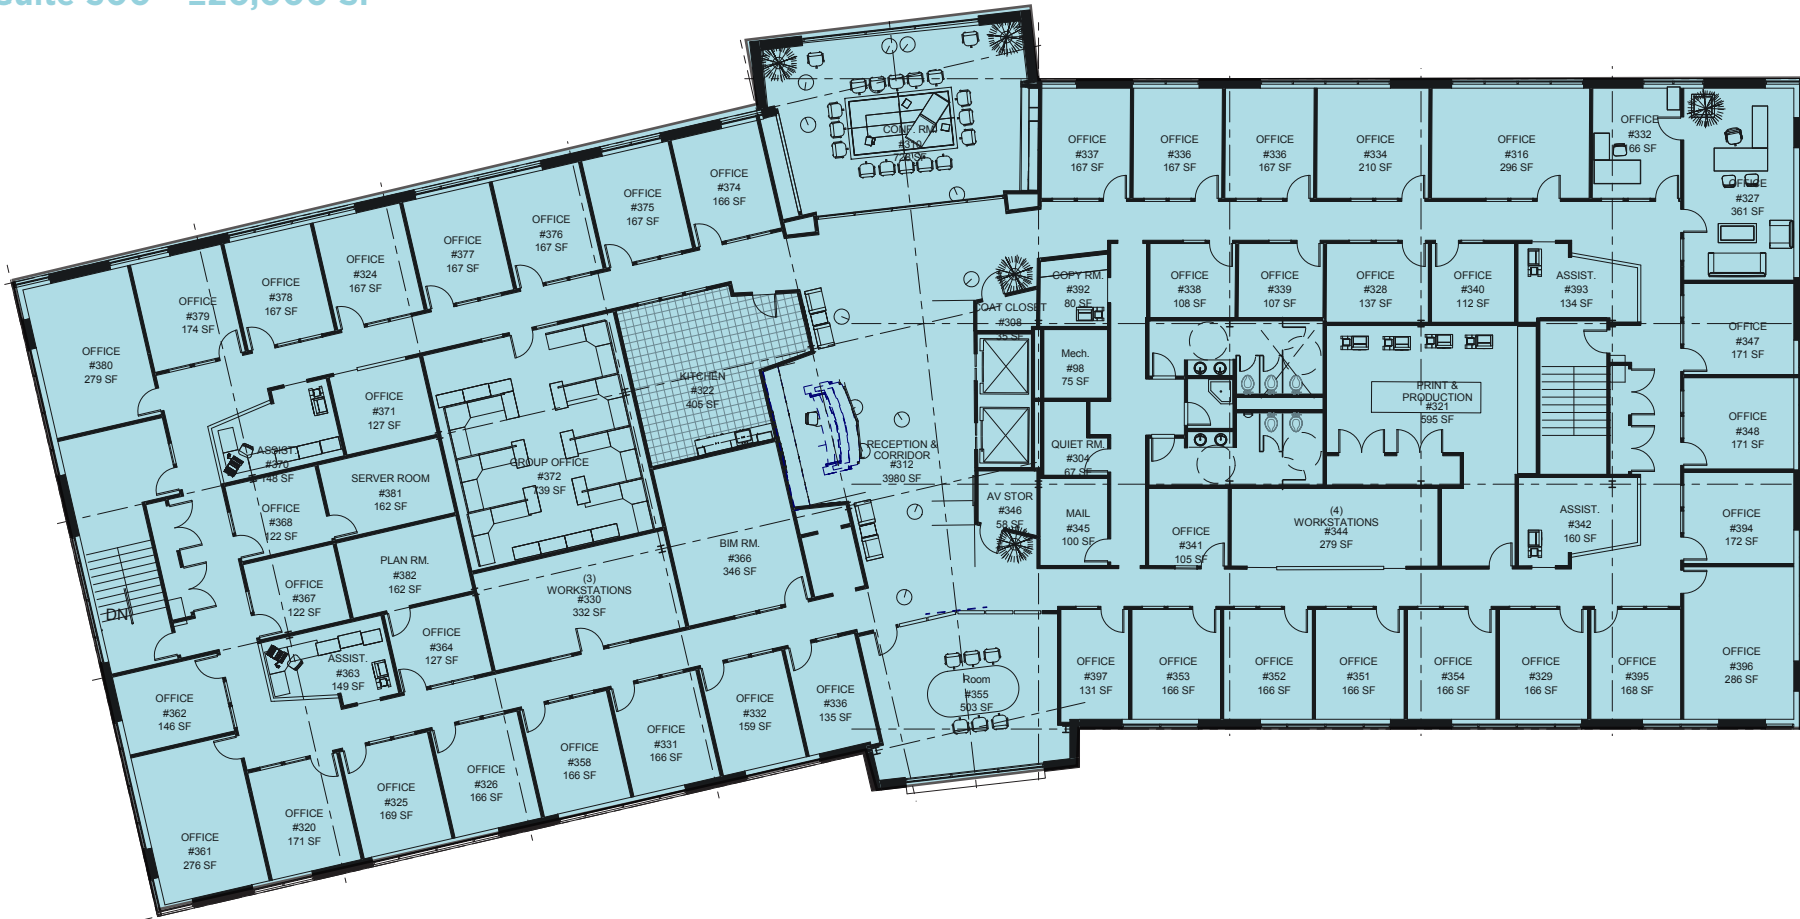 OFFICE
#374
166 SF
OFFICE
#375
167 SF
OFFICE
#376
167 SF
OFFICE
#377
167 SF
OFFICE
#324
167 SF
OFFICE
#378
167 SF
OFFICE
#379
174 SF
OFFICE
#380
279 SF
CONF. RM.
#310
OFFICE
#337
167 SF
OFFICE
#336
167 SF
OFFICE
#336
167 SF
OFFICE
#334
210 SF
OFFICE
#316
296 SF
OFFICE
#332
166 SF
OFFICE
#327
361 SF
COPY RM.
#392
80 SF
COAT CLOSET
#308
35 SF
OFFICE
#338
108 SF
OFFICE
#339
107 SF
OFFICE
#328
137 SF
OFFICE
#340
112 SF
ASSIST.
#393
134 SF
OFFICE
#347
171 SF
Mech.
#98
75 SF
KITCHEN
#322
405 SF
OFFICE
#371
127 SF
PRINT &
PRODUCTION
#321
595 SF
OFFICE
#348
171 SF
RECEPTION &
CORRIDOR
#312
3980 SF
QUIET RM.
#304
67 SF
ASSIST.
#370
148 SF
SERVER ROOM
#381
162 SF
GROUP OFFICE
#372
739 SF
AV STOR
#346
58 SF
MAIL
#345
100 SF
OFFICE
#341
105 SF
(4)
WORKSTATIONS
#344
279 SF
ASSIST.
#342
160 SF
OFFICE
#394
172 SF
OFFICE
#368
122 SF
PLAN RM.
#382
162 SF
BIM RM.
#366
346 SF
OFFICE
#367
122 SF
(3)
WORKSTATIONS
#330
332 SF
DN
OFFICE
#364
127 SF
ASSIST.
#363
149 SF
OFFICE
#362
146 SF
OFFICE
#361
276 SF
OFFICE
#320
171 SF
OFFICE
#325
169 SF
OFFICE
#326
166 SF
OFFICE
#358
166 SF
OFFICE
#331
166 SF
OFFICE
#332
159 SF
OFFICE
#336
135 SF
Room
#355
503 SF
OFFICE
#397
131 SF
OFFICE
#353
166 SF
OFFICE
#352
166 SF
OFFICE
#351
166 SF
OFFICE
#354
166 SF
OFFICE
#329
166 SF
OFFICE
#395
168 SF
OFFICE
#396
286 SF